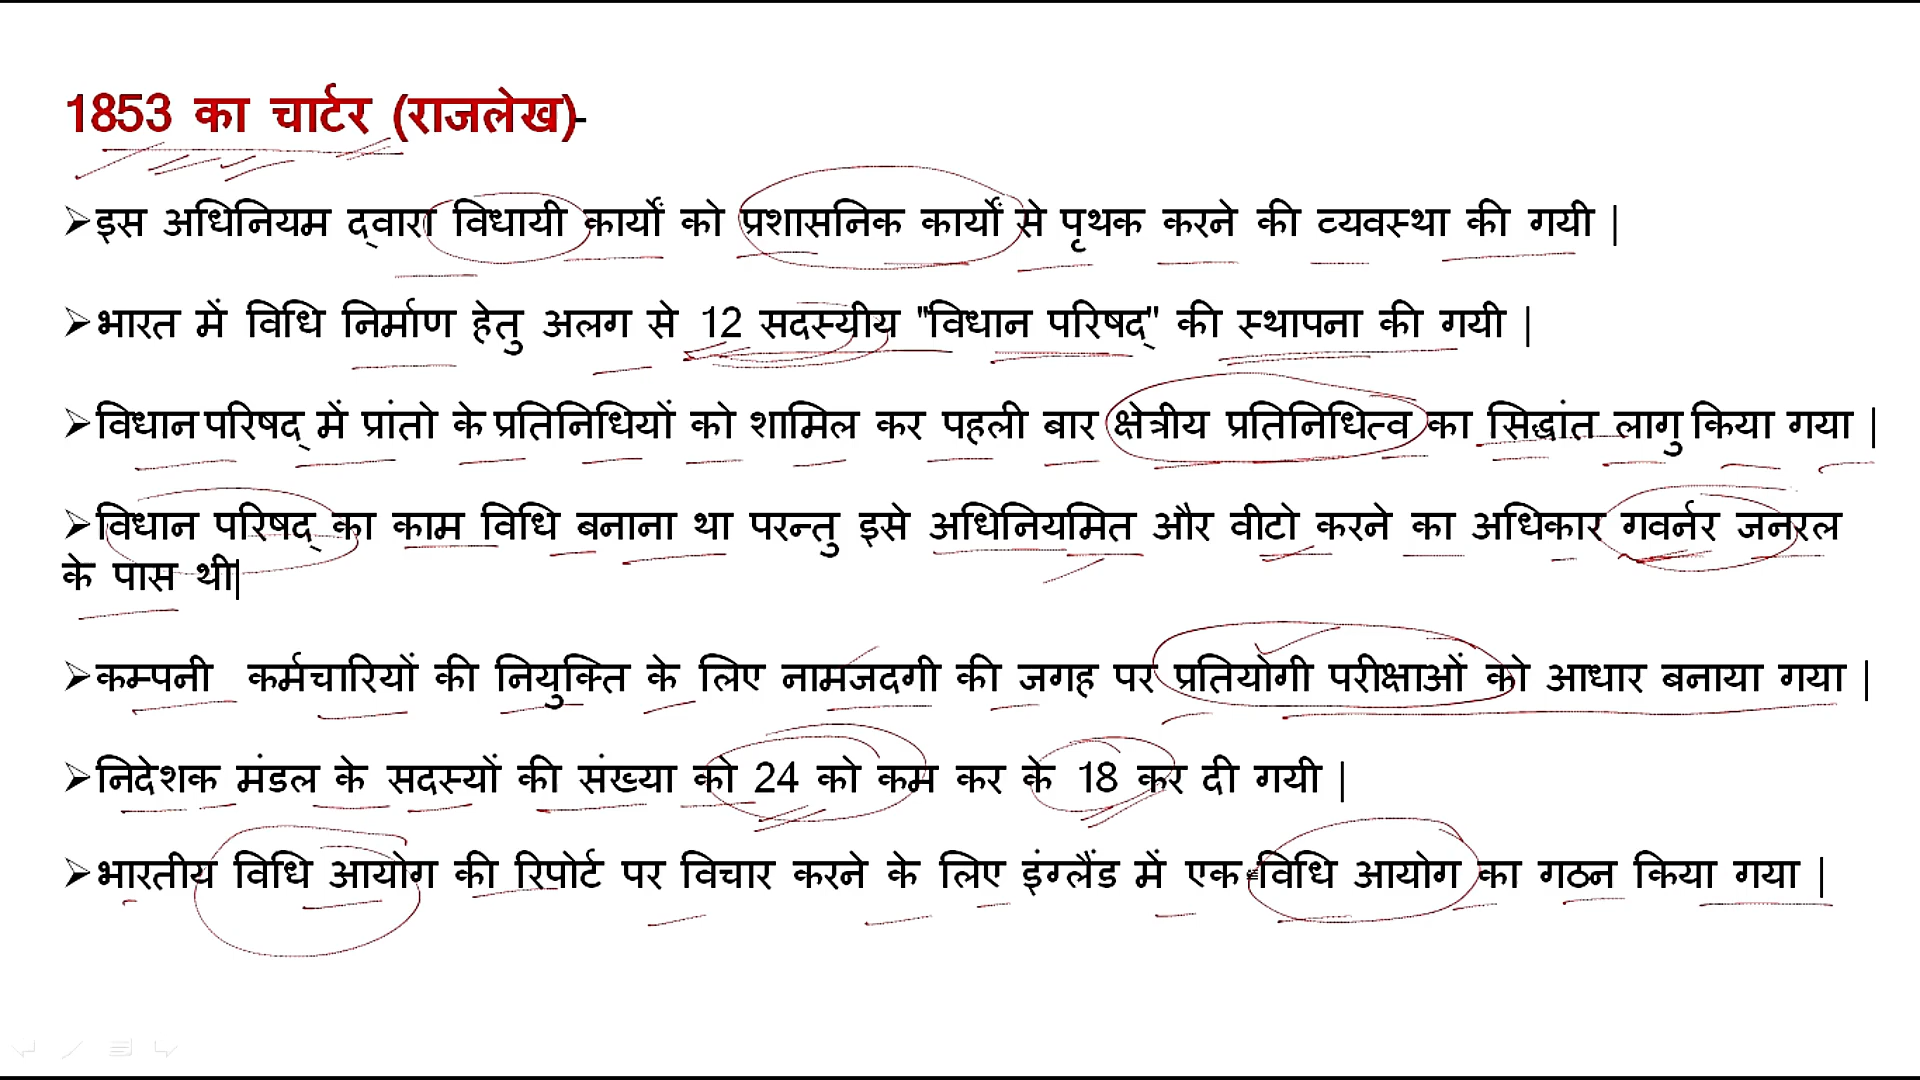 1853 का चार्टर (राजलेख)-
➢इस अधिनियम द्वारा विधायी कार्यों को प्रशासनिक कार्यों से पृथक करने की व्यवस्था की गयी |
➢भारत में विधि निर्माण हेतु अलग से 12 सदस्यीय "विधान परिषद्" की स्थापना की गयी |
➢विधान परिषद् में प्रांतो के प्रतिनिधियों को शामिल कर पहली बार क्षेत्रीय प्रतिनिधित्व का सिद्धांत लागु किया गया |
➢विधान परिषद् का काम विधि बनाना था परन्तु इसे अधिनियमित और वीटो करने का अधिकार गवर्नर जनरल
के पास थी|
➢कम्पनी कर्मचारियों की नियुक्ति के लिए नामजदगी की जगह पर प्रतियोगी परीक्षाओं को आधार बनाया गया |
➢निदेशक मंडल के सदस्यों की संख्या को 24 को कम कर के 18 कर दी गयी |
➢भारतीय विधि आयोग की रिपोर्ट पर विचार करने के लिए इंग्लैंड में एक विधि आयोग का गठन किया गया |